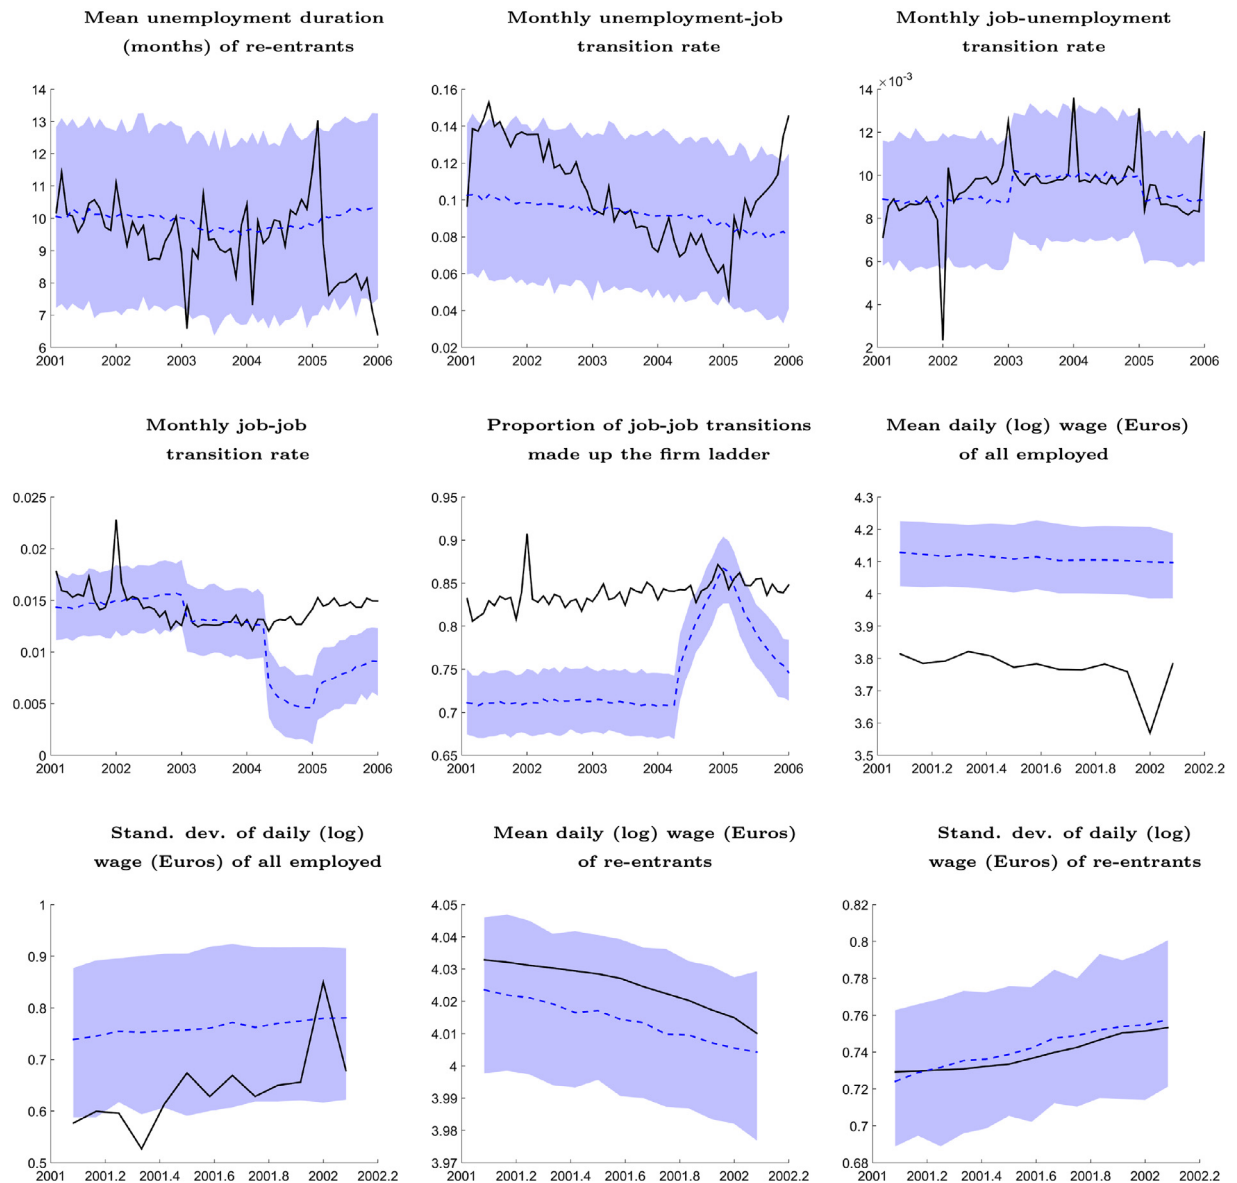 Mean unemployment duration
(months) of re-entrants
14
13
12
11
10
9
8
7
6
2001 2002 2003 2004 2005 2006
Monthly unemployment-job
transition rate
0.16
0.14
0.12
0.1
0.08
0.06
0.04
0.02
2001 2002 2003 2004 2005 2006
Monthly job-unemployment
transition rate
×10-3
14
12
10
8
6
4
2
2001 2002 2003 2004 2005 2006
Monthly job-job
transition rate
0.025
0.02
0.015
0.01
0.005
0
2001 2002 2003 2004 2005 2006
Proportion of job-job transitions
made up the firm ladder
0.95
0.9
0.85
0.8
0.75
0.7
0.65
2001 2002 2003 2004 2005 2006
Mean daily (log) wage (Euros)
of all employed
4.3
4.2
4.1
4
3.9
3.8
3.7
3.6
3.5
2001 2001.2 2001.4 2001.6 2001.8 2002 2002.2
Stand. dev. of daily (log)
wage (Euros) of all employed
1
0.9
0.8
0.7
0.6
0.5
2001 2001.2 2001.4 2001.6 2001.8 2002 2002.2
Mean daily (log) wage (Euros)
of re-entrants
4.05
4.04
4.03
4.02
4.01
4
3.99
3.98
3.97
2001 2001.2 2001.4 2001.6 2001.8 2002 2002.2
Stand. dev. of daily (log)
wage (Euros) of re-entrants
0.82
0.8
0.78
0.76
0.74
0.72
0.7
0.68
2001 2001.2 2001.4 2001.6 2001.8 2002 2002.2